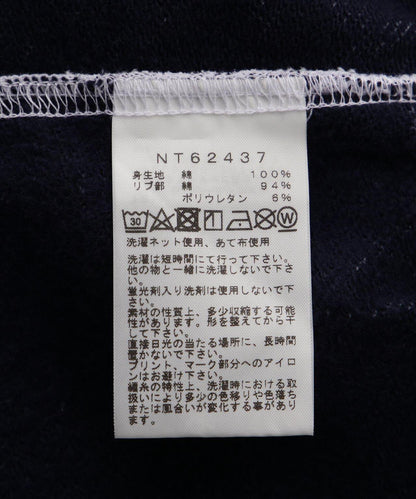 NT62437
身生地 綿 100%
リブ部 綿 94%
ポリウレタン 6%
30 W
洗濯ネット使用、あて布使用
洗濯は短時間にて行って下さい。
他の物と一緒に洗濯しないで下さ
い。
蛍光剤入り洗剤は使用しないで下
さい。
素材の性質上、多少収縮する可能
性があります。形を整えてから干
して下さい。
直接日光の当たる場所に、長時間
置かないで下さい。
プリント、マーク部分へのアイロ
ンはお避け下さい。
繊糸の特性上、洗濯時における取
扱いにより多少の色移りや色落ち
または風合いが変化する事があり
ます。